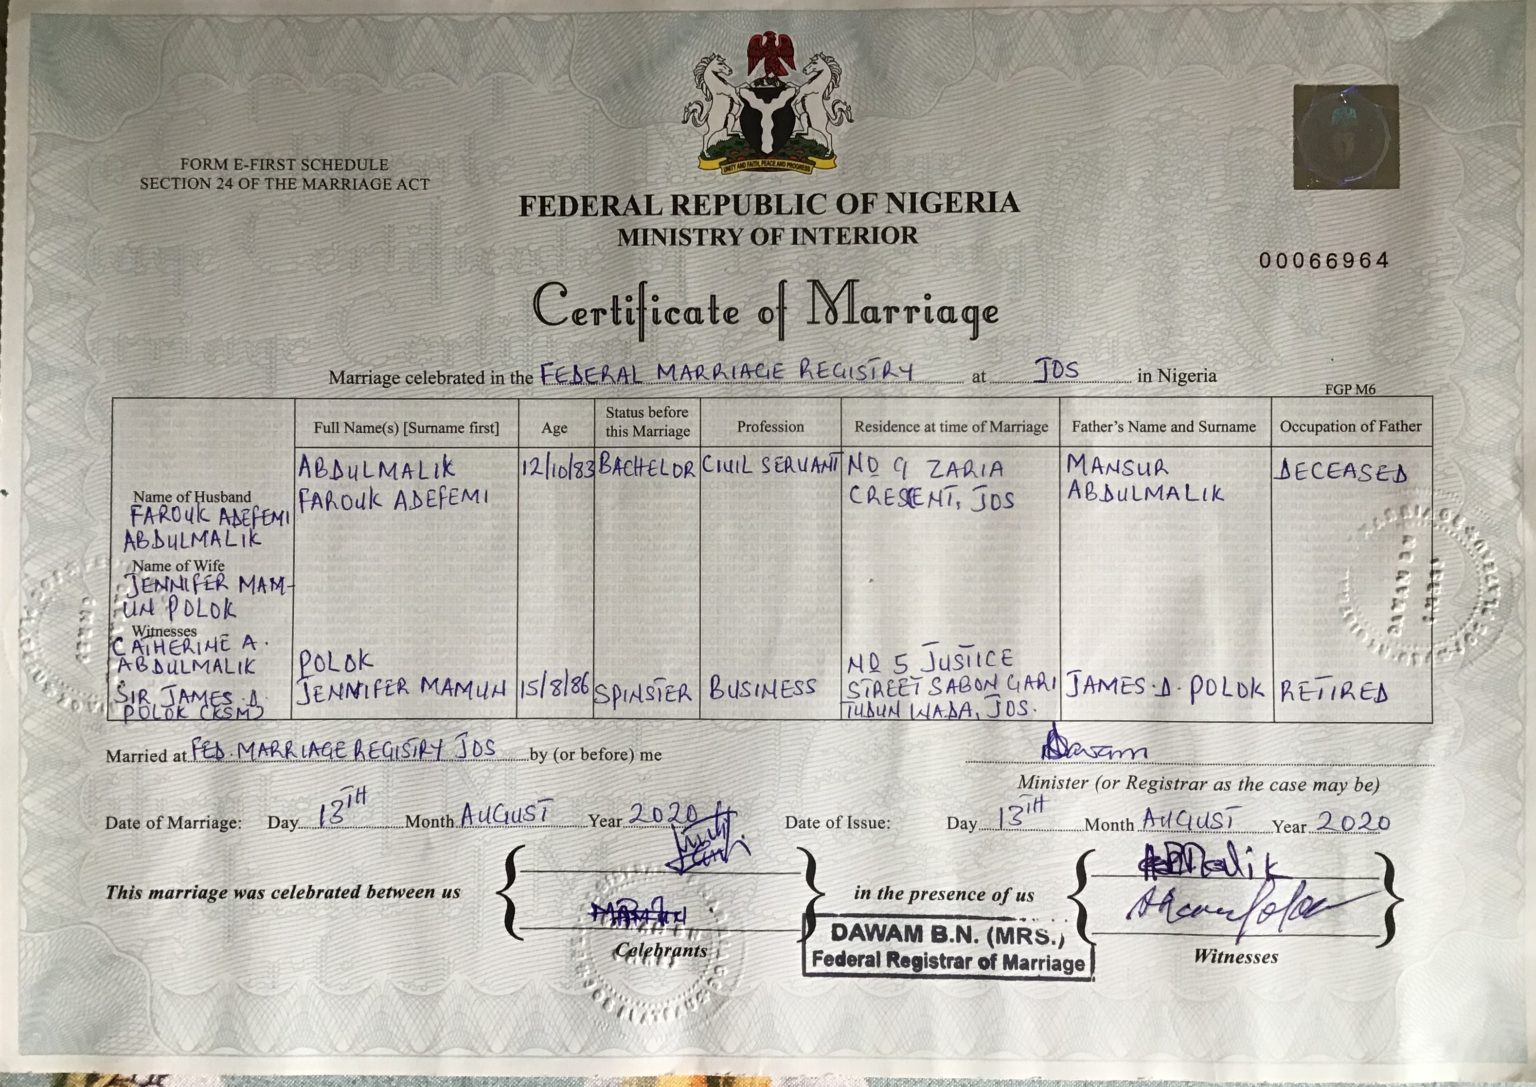 UNITY AND FAITH, PEACE AND PROGRESS
FORM E-FIRST SCHEDULE
SECTION 24 OF THE MARRIAGE ACT
FEDERAL REPUBLIC OF NIGERIA
MINISTRY OF INTERIOR
00066964
Certificate of Marriage
Marriage celebrated in the FEDERAL MARRIAGE REGISTRY at JOS in Nigeria
FGP M6
Full Name(s) [Surname first] Age Status before this Marriage Profession Residence at time of Marriage Father's Name and Surname Occupation of Father
Name of Husband
FAROUK ADEFEMI
ABDULMALIK
ABDULMALIK
FAROUK ADEFEMI
12/10/83
BACHELOR
CIVIL SERVANT
NO 9 ZARIA
CRESENT, JOS
MANSUR
ABDULMALIK
DECEASED
Name of Wife
JENNIFER MAM-
UN POLOK
Witnesses
CATHERINE A.
ABDULMALIK
SIR JAMES .D.
POLOK (KSM)
POLOK
JENNIFER MAMUN
15/8/86
SPINSTER
BUSINESS
NO 5 JUSTICE
STREET SABON GARI
TUDUN WADA, JOS.
JAMES .D. POLOK
RETIRED
Married at FED. MARRIAGE REGISTRY JOS by (or before) me
Dawam
Minister (or Registrar as the case may be)
Date of Marriage: Day 13TH Month AUGUST Year 2020 Date of Issue: Day 13TH Month AUGUST Year 2020
This marriage was celebrated between us
Celebrants
in the presence of us
Witnesses
DAWAM B.N. (MRS.)
Federal Registrar of Marriage